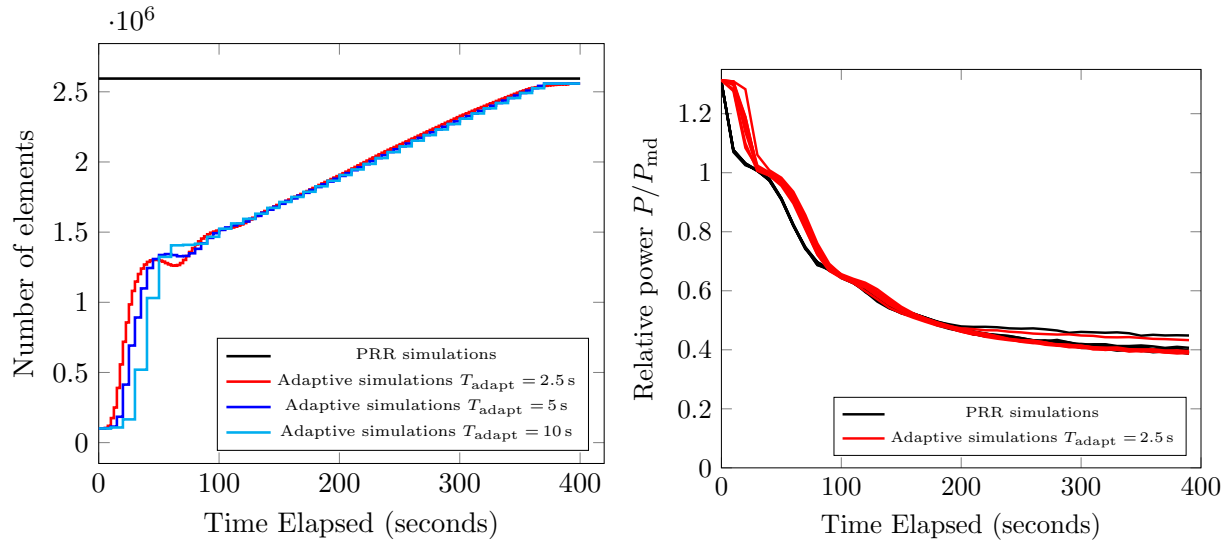 ·10⁶
2.5
2
1.5
1
0.5
0
0 100 200 300 400
Number of elements
Time Elapsed (seconds)
PRR simulations
Adaptive simulations T_adapt = 2.5 s
Adaptive simulations T_adapt = 5 s
Adaptive simulations T_adapt = 10 s
1.2
1
0.8
0.6
0.4
0.2
0
0 100 200 300 400
Relative power P/P_md
Time Elapsed (seconds)
PRR simulations
Adaptive simulations T_adapt = 2.5 s